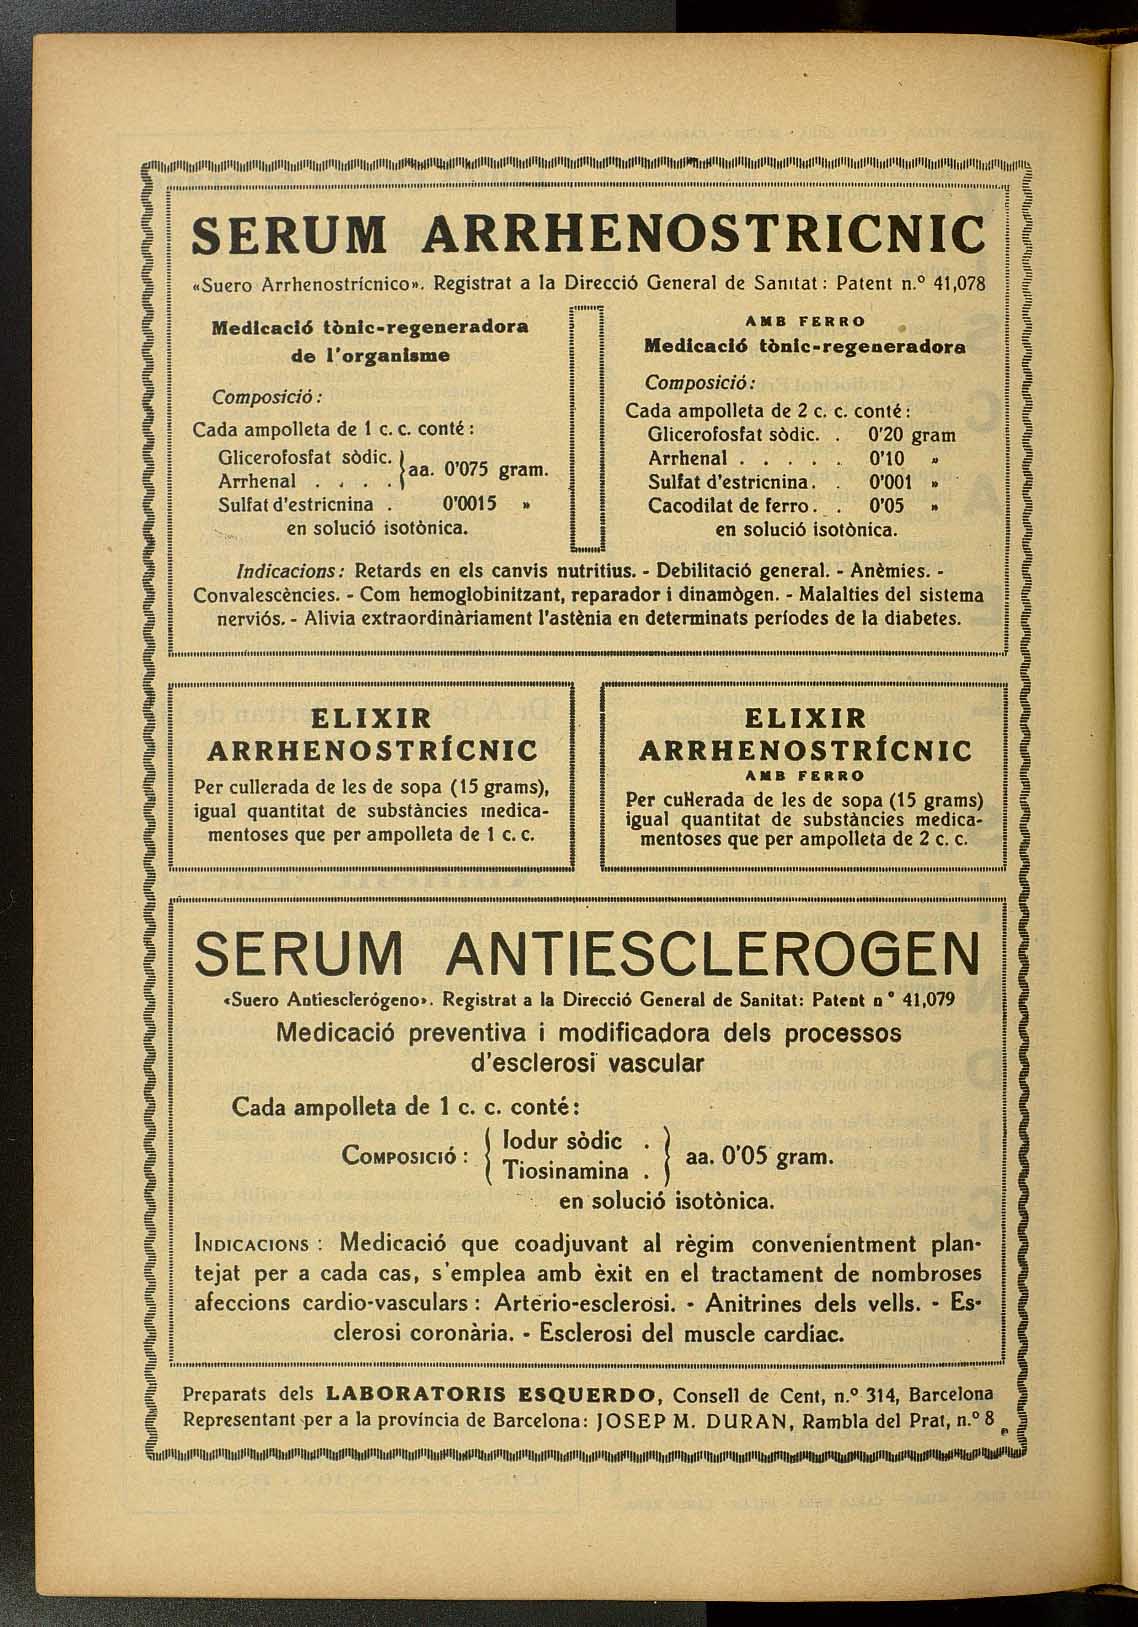 SERUM ARRHENOSTRICNIC
«Suero Arrhenostrícnico». Registrat a la Direcció General de Sanitat: Patent n.º 41,078
Medicació tònic-regeneradora
de l'organisme
Composició:
Cada ampolleta de 1 c. c. conté:
Glicerofosfat sòdic. } aa. 0'075 gram.
Arrhenal . . . . }
Sulfat d'estricnina . 0'0015 »
en solució isotònica.
AMB FERRO
Medicació tònic-regeneradora
Composició:
Cada ampolleta de 2 c. c. conté:
Glicerofosfat sòdic. . 0'20 gram
Arrhenal . . . . . 0'10 »
Sulfat d'estricnina. . 0'001 »
Cacodilat de ferro. . 0'05 »
en solució isotònica.
Indicacions: Retards en els canvis nutritius. - Debilitació general. - Anèmies. -
Convalescències. - Com hemoglobinitzant, reparador i dinamògen. - Malalties del sistema
nerviós. - Alivia extraordinàriament l'astènia en determinats períodes de la diabetes.
ELIXIR
ARRHENOSTRÍCNIC
Per cullerada de les de sopa (15 grams),
igual quantitat de substàncies medica-
mentoses que per ampolleta de 1 c. c.
ELIXIR
ARRHENOSTRÍCNIC
AMB FERRO
Per cullerada de les de sopa (15 grams)
igual quantitat de substàncies medica-
mentoses que per ampolleta de 2 c. c.
SERUM ANTIESCLEROGEN
«Suero Antiesclerógeno». Registrat a la Direcció General de Sanitat: Patent nº 41,079
Medicació preventiva i modificadora dels processos
d'esclerosi vascular
Cada ampolleta de 1 c. c. conté:
COMPOSICIÓ: { Iodur sòdic . } aa. 0'05 gram.
{ Tiosinamina . }
en solució isotònica.
INDICACIONS: Medicació que coadjuvant al règim convenientment plan-
tejat per a cada cas, s'emplea amb èxit en el tractament de nombroses
afeccions cardio-vasculars: Artério-esclerosi. - Anitrines dels vells. - Es-
clerosi coronària. - Esclerosi del muscle cardíac.
Preparats dels LABORATORIS ESQUERDO, Consell de Cent, n.º 314, Barcelona
Representant per a la província de Barcelona: JOSEP M. DURAN, Rambla del Prat, n.º 8